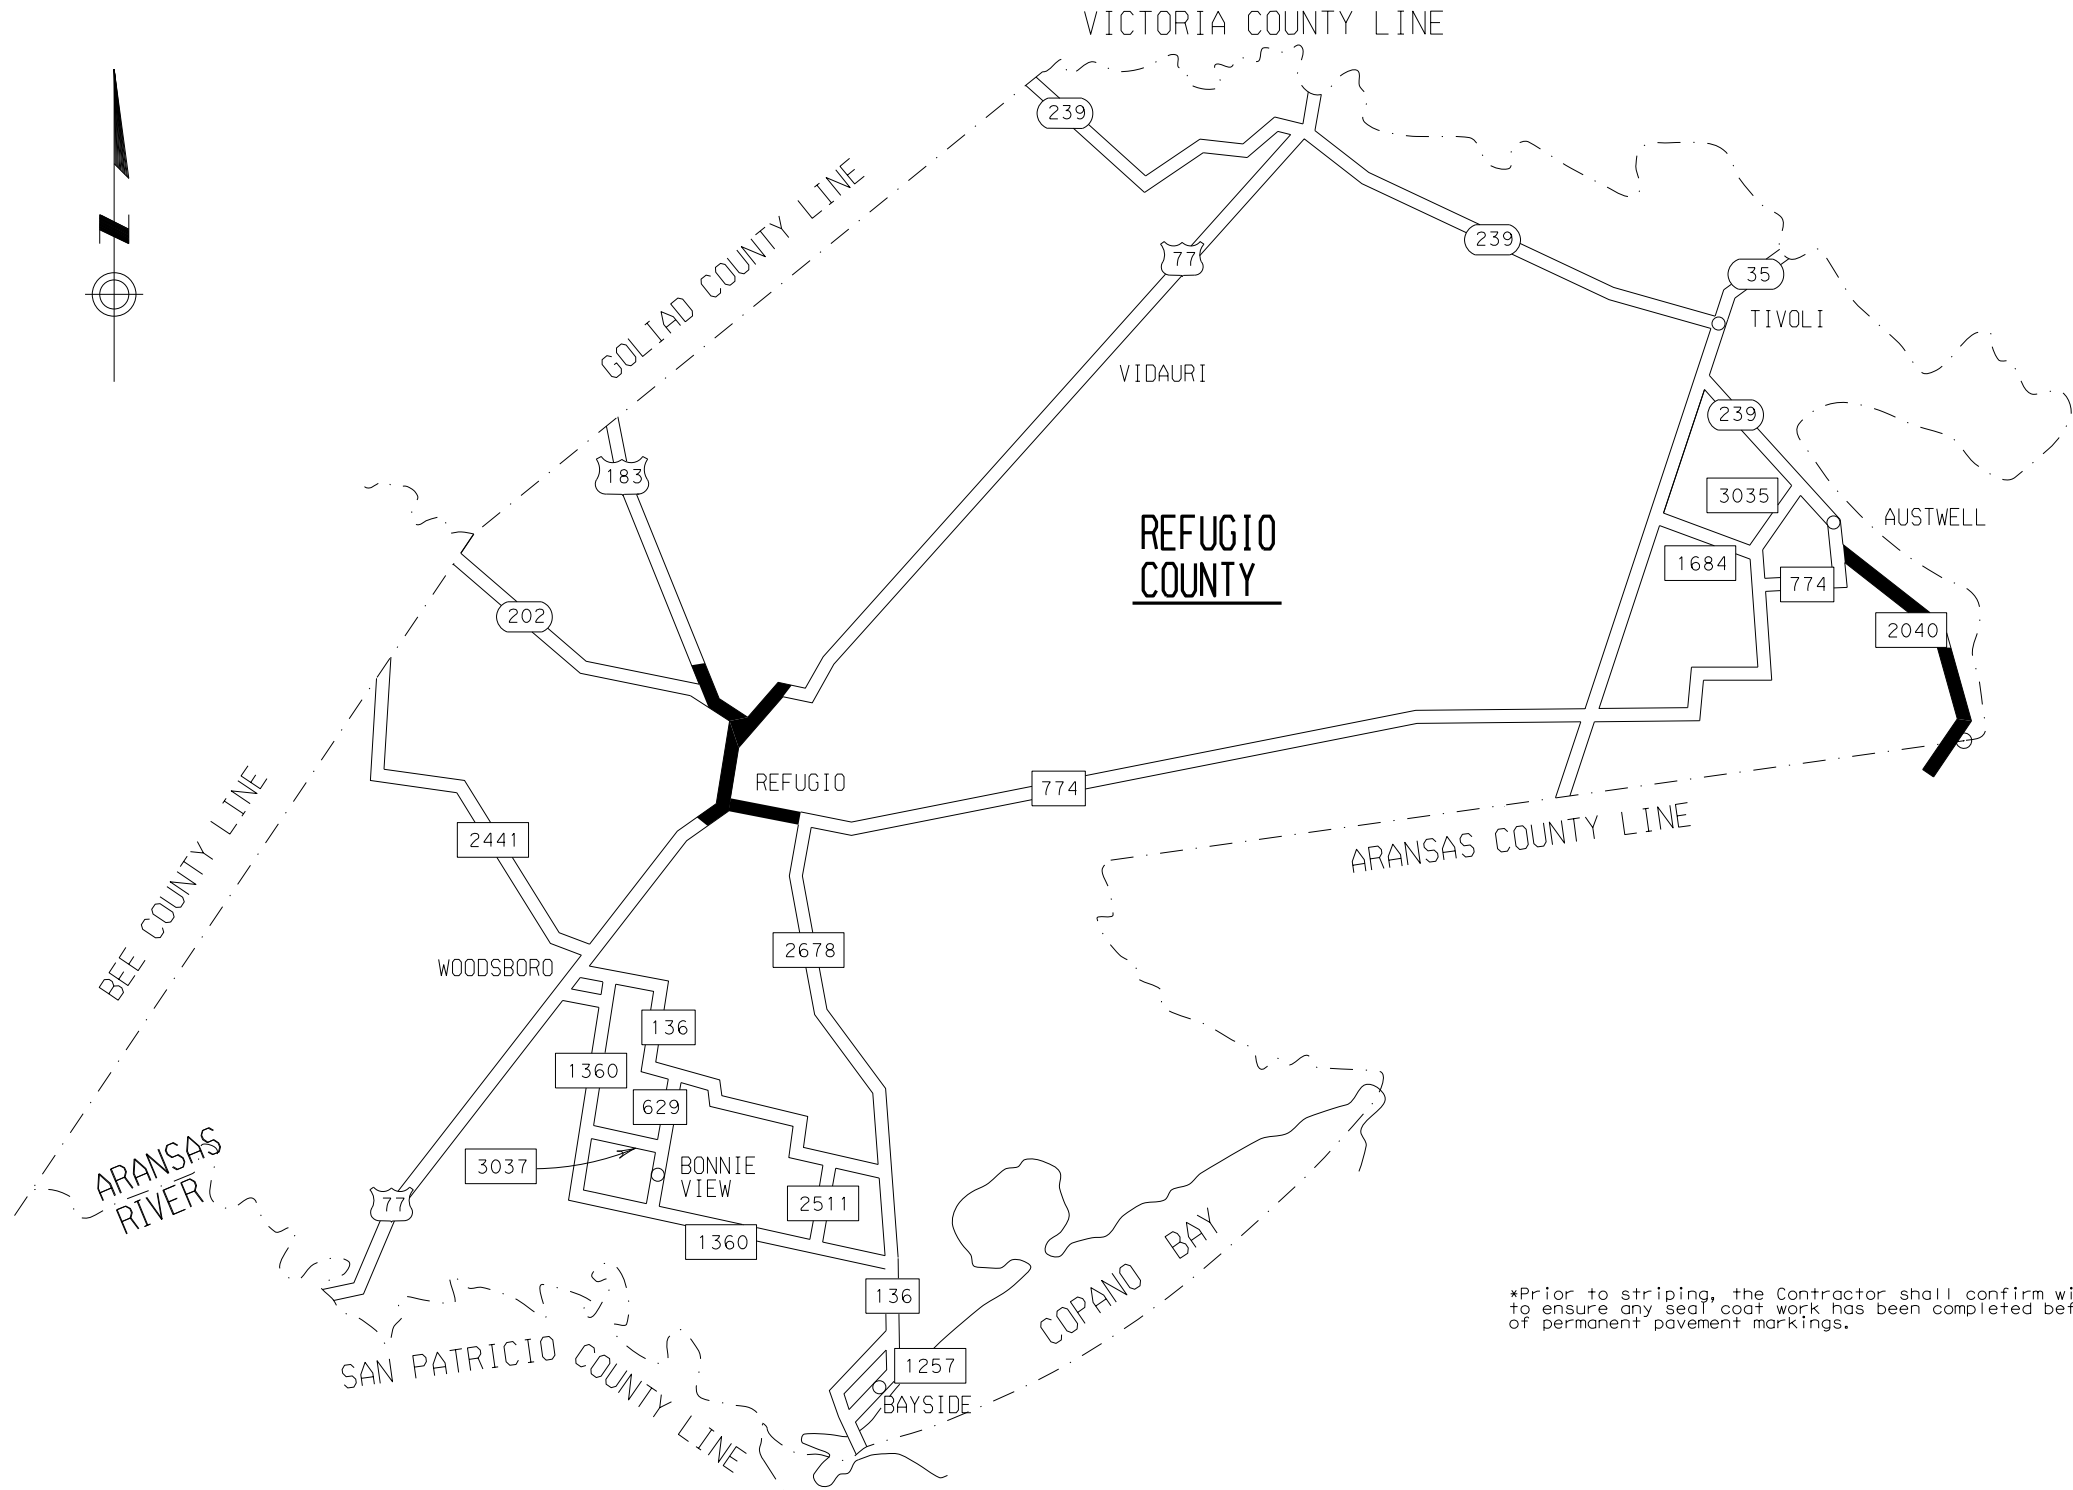 VICTORIA COUNTY LINE
239
GOLIAD COUNTY LINE
239
77
35
TIVOLI
VIDAURI
239
183
3035
REFUGIO
COUNTY
AUSTWELL
1684
774
202
2040
REFUGIO
774
2441
ARANSAS COUNTY LINE
BEE COUNTY LINE
2678
WOODSBORO
136
1360
629
3037
BONNIE
VIEW
ARANSAS
RIVER
77
2511
1360
COPANO BAY
136
*Prior to striping, the Contractor shall confirm wi
to ensure any seal coat work has been completed bef
of permanent pavement markings.
SAN PATRICIO COUNTY LINE
1257
BAYSIDE
N